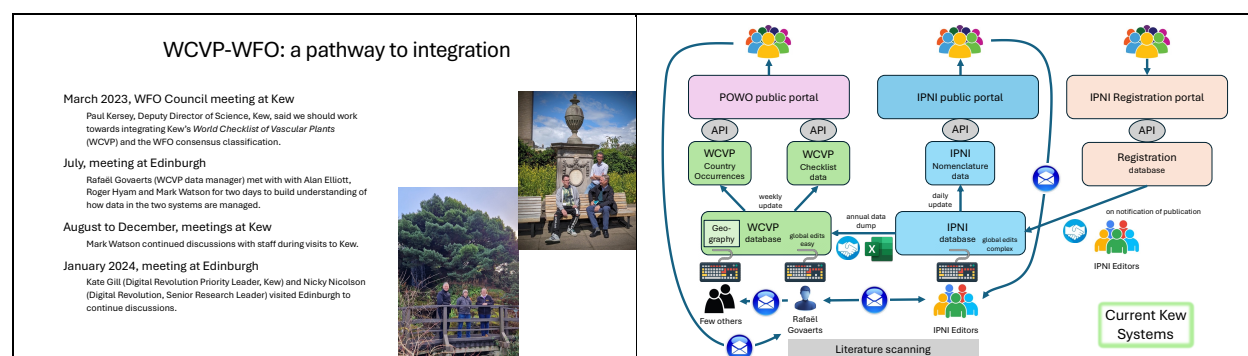 WCVP-WFO: a pathway to integration
March 2023, WFO Council meeting at Kew
Paul Kersey, Deputy Director of Science, Kew, said we should work
towards integrating Kew's World Checklist of Vascular Plants
(WCVP) and the WFO consensus classification.
July, meeting at Edinburgh
Rafaël Govaerts (WCVP data manager) met with with Alan Elliott,
Roger Hyam and Mark Watson for two days to build understanding of
how data in the two systems are managed.
August to December, meetings at Kew
Mark Watson continued discussions with staff during visits to Kew.
January 2024, meeting at Edinburgh
Kate Gill (Digital Revolution Priority Leader, Kew) and Nicky Nicolson
(Digital Revolution, Senior Research Leader) visited Edinburgh to
continue discussions.
POWO public portal
IPNI public portal
IPNI Registration portal
API
API
API
API
WCVP
Country
Occurrences
WCVP
Checklist
data
IPNI
Nomenclature
data
Registration
database
weekly
update
daily
update
annual data
dump
on notification of publication
Geo-
graphy
WCVP
database
global edits
easy
IPNI
database
global edits
complex
IPNI Editors
Few others
Rafaël
Govaerts
IPNI Editors
Current Kew
Systems
Literature scanning